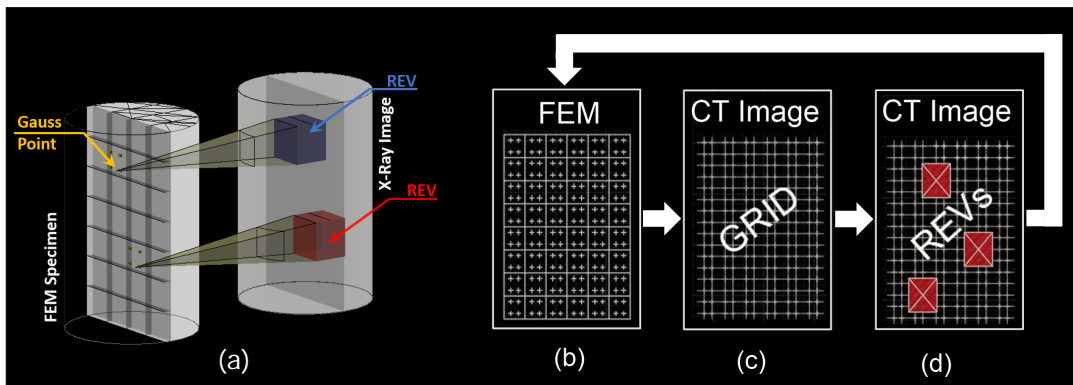 REV
Gauss
Point
X-Ray Image
REV
FEM Specimen
(a)
FEM
(b)
CT Image
GRID
(c)
CT Image
REVs
(d)